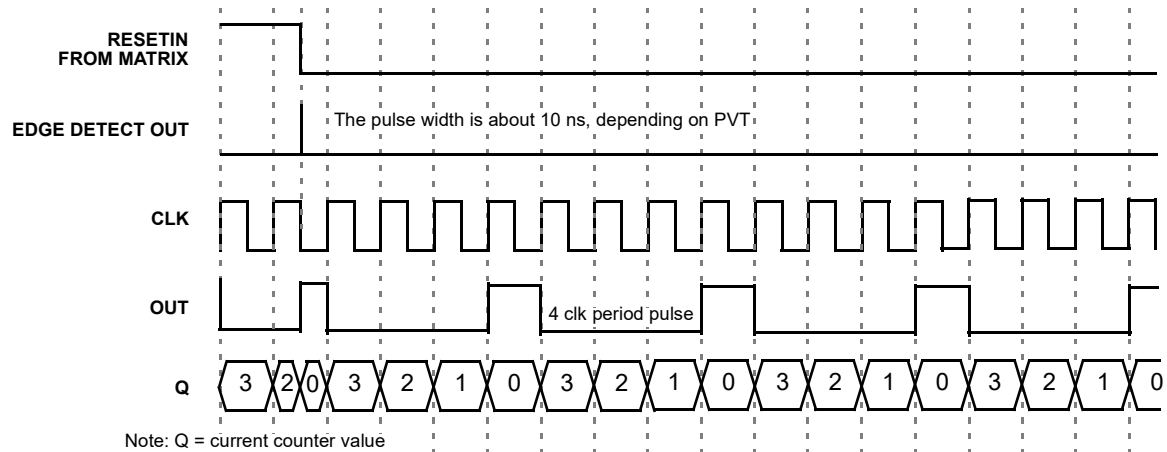 RESETIN
FROM MATRIX
EDGE DETECT OUT
The pulse width is about 10 ns, depending on PVT
CLK
OUT
4 clk period pulse
Q
3 2 0 3 2 1 0 3 2 1 0 3 2 1 0 3 2 1 0
Note: Q = current counter value